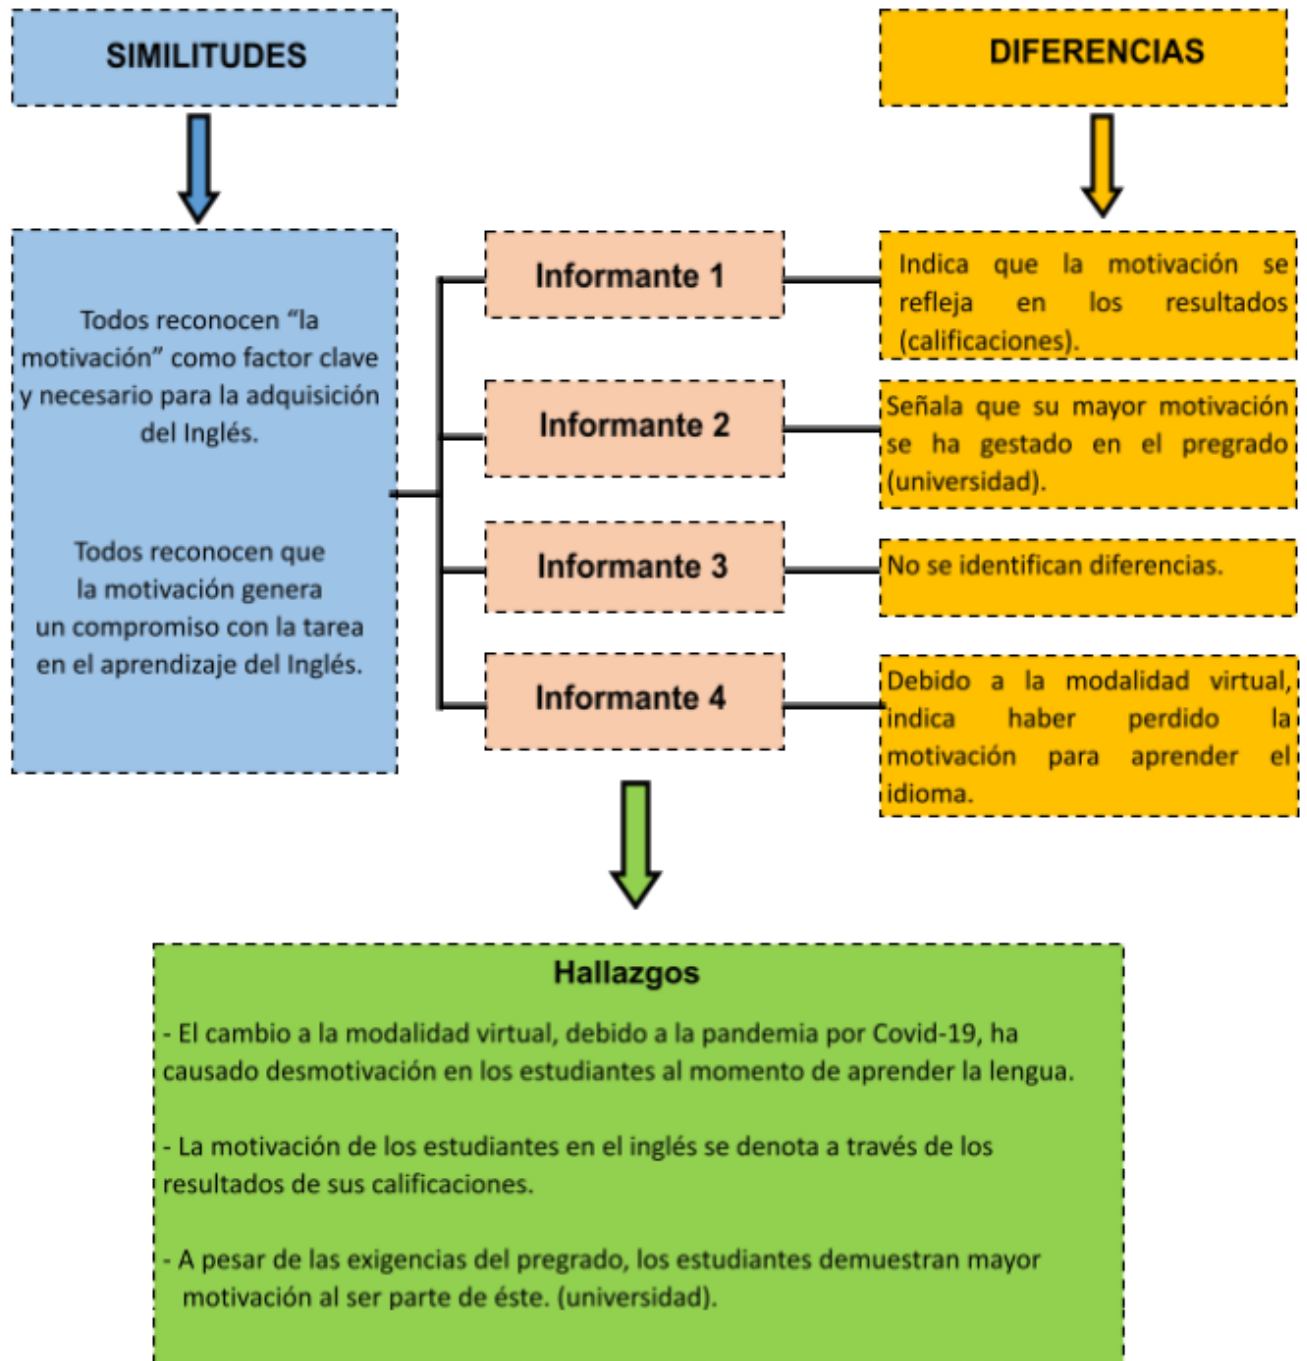 SIMILITUDES
DIFERENCIAS
Todos reconocen “la
motivación” como factor clave
y necesario para la adquisición
del Inglés.
Todos reconocen que
la motivación genera
un compromiso con la tarea
en el aprendizaje del Inglés.
Informante 1
Indica que la motivación se
refleja en los resultados
(calificaciones).
Informante 2
Señala que su mayor motivación
se ha gestado en el pregrado
(universidad).
Informante 3
No se identifican diferencias.
Informante 4
Debido a la modalidad virtual,
indica haber perdido la
motivación para aprender el
idioma.
Hallazgos
- El cambio a la modalidad virtual, debido a la pandemia por Covid-19, ha
causado desmotivación en los estudiantes al momento de aprender la lengua.
- La motivación de los estudiantes en el inglés se denota a través de los
resultados de sus calificaciones.
- A pesar de las exigencias del pregrado, los estudiantes demuestran mayor
motivación al ser parte de éste. (universidad).